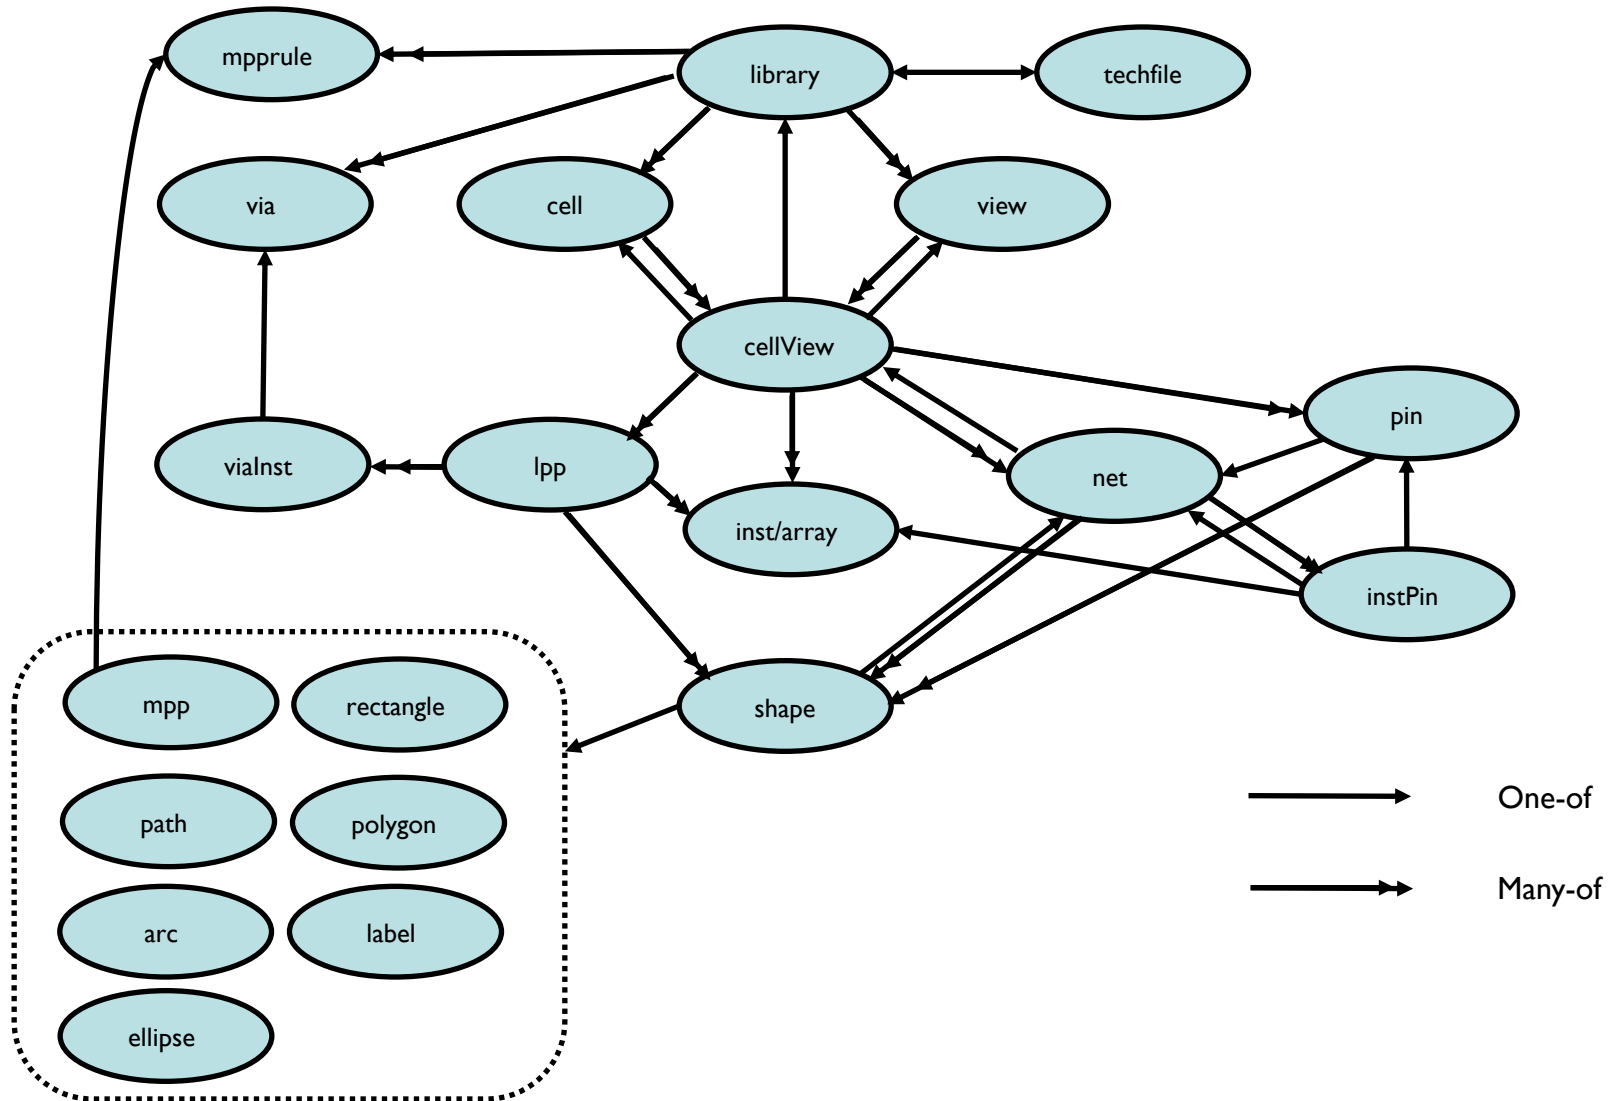 mpprule
library
techfile
via
cell
view
cellView
pin
viaInst
lpp
net
inst/array
instPin
mpp
rectangle
shape
One-of
path
polygon
Many-of
arc
label
ellipse